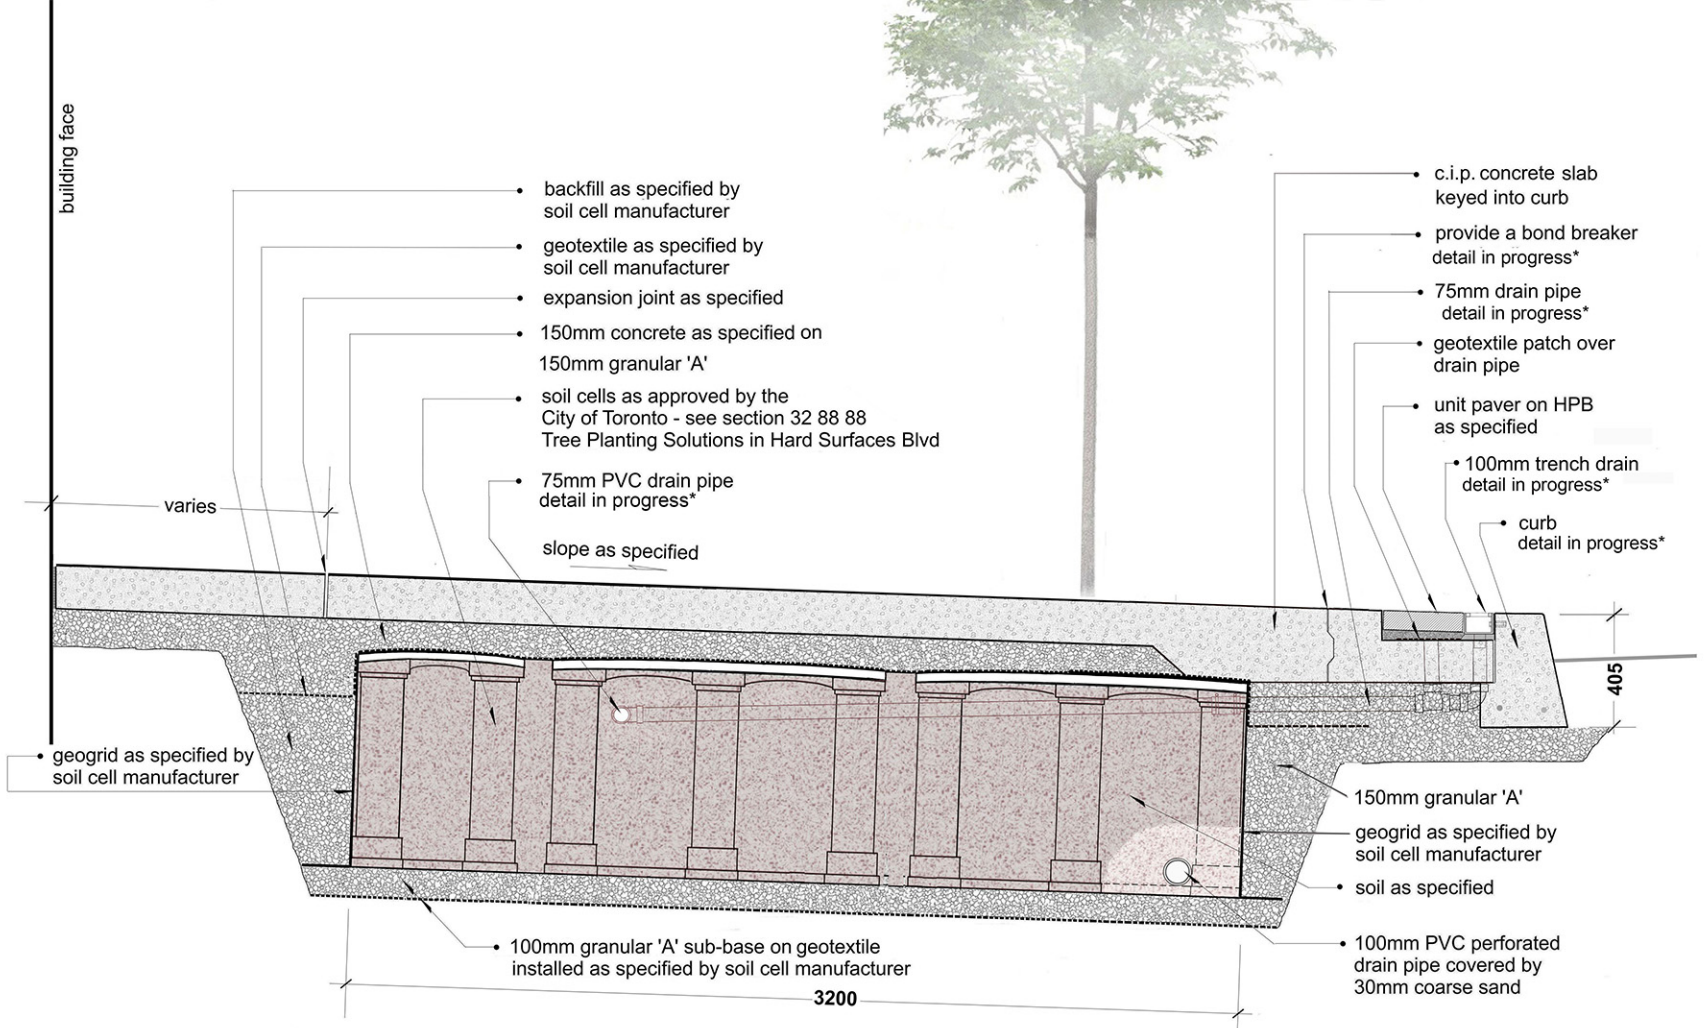 building face
backfill as specified by
soil cell manufacturer
geotextile as specified by
soil cell manufacturer
expansion joint as specified
150mm concrete as specified on
150mm granular 'A'
soil cells as approved by the
City of Toronto - see section 32 88 88
Tree Planting Solutions in Hard Surfaces Blvd
75mm PVC drain pipe
detail in progress*
slope as specified
varies
c.i.p. concrete slab
keyed into curb
provide a bond breaker
detail in progress*
75mm drain pipe
detail in progress*
geotextile patch over
drain pipe
unit paver on HPB
as specified
100mm trench drain
detail in progress*
curb
detail in progress*
405
geogrid as specified by
soil cell manufacturer
150mm granular 'A'
geogrid as specified by
soil cell manufacturer
soil as specified
100mm PVC perforated
drain pipe covered by
30mm coarse sand
100mm granular 'A' sub-base on geotextile
installed as specified by soil cell manufacturer
3200